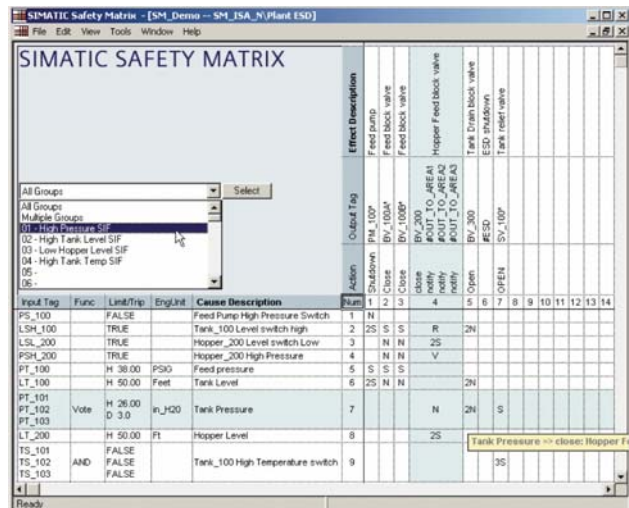 SIMATIC Safety Matrix - [SM_Demo -- SM_ISA_N\Plant ESD]
File Edit View Tools Window Help
SIMATIC SAFETY MATRIX
All Groups
Select
All Groups
Multiple Groups
01 - High Pressure SIF
02 - High Tank Level SIF
03 - Low Hopper Level SIF
04 - High Tank Temp SIF
05 -
06 -
Effect Description
Feed pump
Feed block valve
Feed block valve
Hopper Feed block valve
Tank Drain block valve
ESD shutdown
Tank relief valve
Output Tag
PM_100*
BV_100A*
BV_100B*
BV_200
#OUT_TO_AREA1
#OUT_TO_AREA2
#OUT_TO_AREA3
BV_300
#ESD
SV_100*
Action
Shutdown
Close
Close
close
notify
notify
notify
Open
OPEN
Input Tag Func Limit/Trip EngUnit Cause Description Num 1 2 3 4 5 6 7 8 9 10 11 12 13 14
PS_100 FALSE Feed Pump High Pressure Switch 1 N
LSH_100 TRUE Tank_100 Level switch high 2 2S S S R 2N
LSL_200 TRUE Hopper_200 Level switch Low 3 N N 2S
PSH_200 TRUE Hopper_200 High Pressure 4 N N V
PT_100 H 38.00 PSIG Feed pressure 5 S S S
LT_100 H 50.00 Feet Tank Level 6 2S N N 2N
PT_101
PT_102 Vote H 26.00 in_H20 Tank Pressure 7 N 2N S
PT_103 D 3.0
LT_200 H 50.00 Ft Hopper Level 8 2S
Tank Pressure => close: Hopper Fe
TS_101 FALSE
TS_102 AND FALSE Tank_100 High Temperature switch 9 3S
TS_103 FALSE
Ready